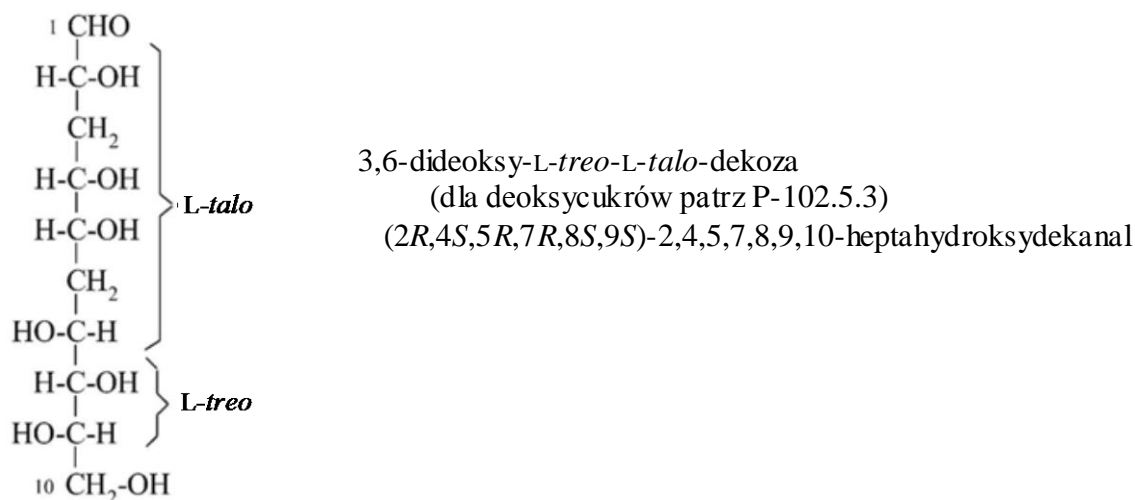 1 CHO
H-C-OH
CH2
H-C-OH
H-C-OH
CH2
HO-C-H
H-C-OH
HO-C-H
10 CH2-OH
L-talo
L-treo
3,6-dideoksy-L-treo-L-talo-dekoza
(dla deoksycukrów patrz P-102.5.3)
(2R,4S,5R,7R,8S,9S)-2,4,5,7,8,9,10-heptahydroksydekanal